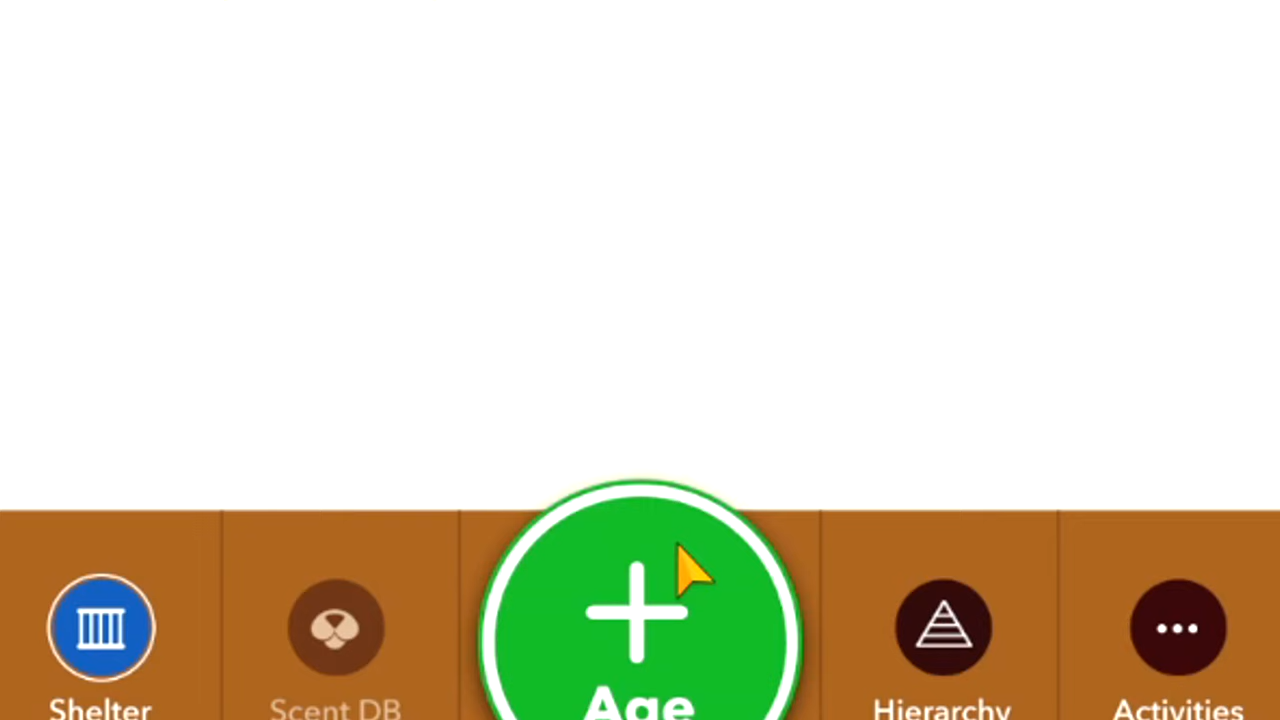 Shelter
Scent DB
Age
Hierarchy
Activities